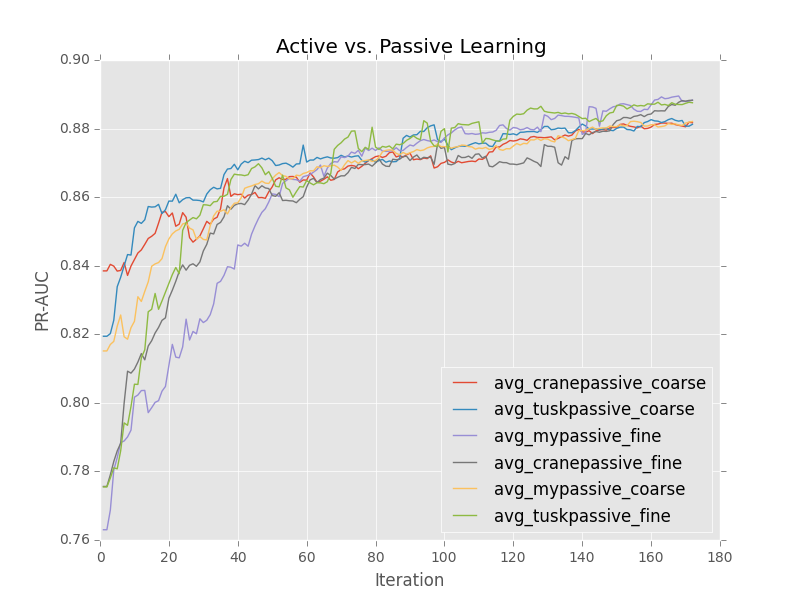 Active vs. Passive Learning
0.90
0.88
0.86
0.84
0.82
0.80
0.78
0.76
PR-AUC
0 20 40 60 80 100 120 140 160 180
Iteration
avg_cranepassive_coarse
avg_tuskpassive_coarse
avg_mypassive_fine
avg_cranepassive_fine
avg_mypassive_coarse
avg_tuskpassive_fine